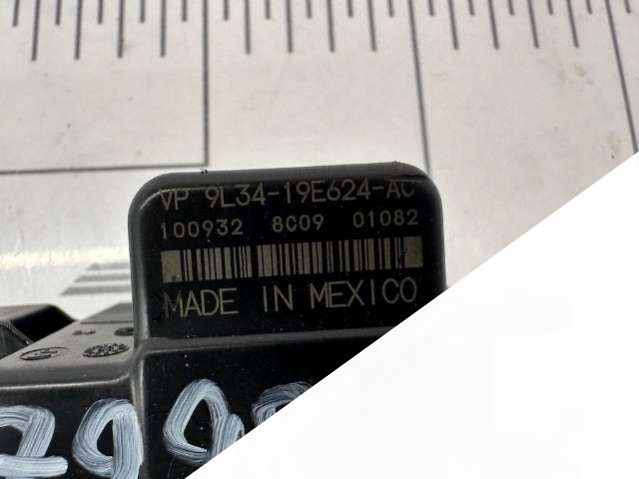 VP 9L34-19E624-AC
100932 8C09 01082
MADE IN MEXICO